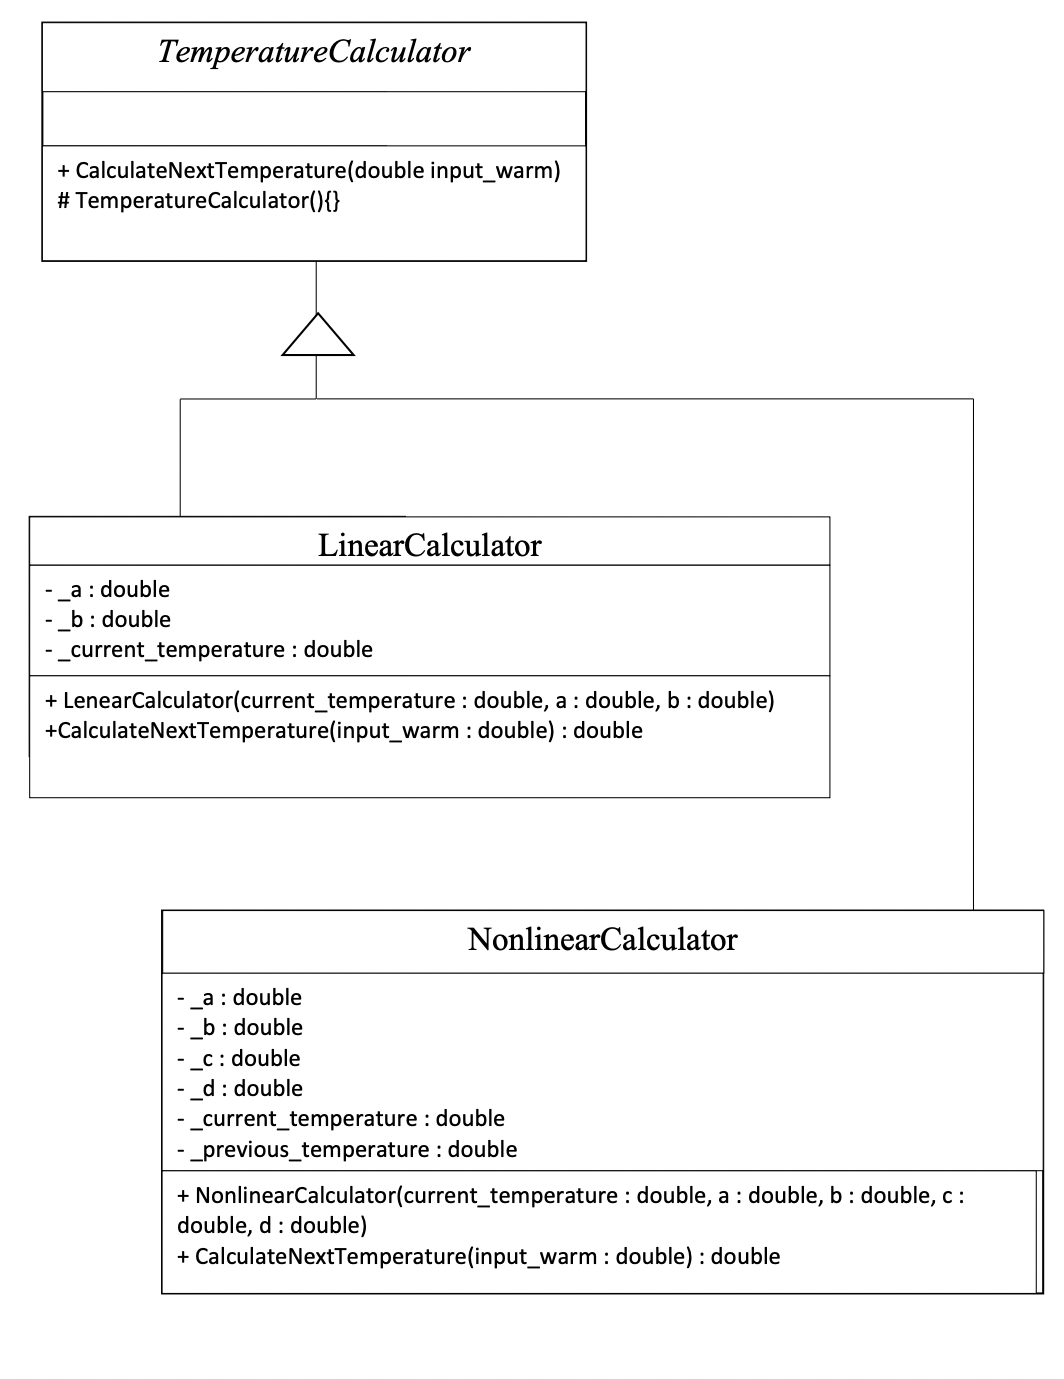 TemperatureCalculator
+ CalculateNextTemperature(double input_warm)
# TemperatureCalculator(){}
LinearCalculator
- _a : double
- _b : double
- _current_temperature : double
+ LenearCalculator(current_temperature : double, a : double, b : double)
+CalculateNextTemperature(input_warm : double) : double
NonlinearCalculator
- _a : double
- _b : double
- _c : double
- _d : double
- _current_temperature : double
- _previous_temperature : double
+ NonlinearCalculator(current_temperature : double, a : double, b : double, c :
double, d : double)
+ CalculateNextTemperature(input_warm : double) : double